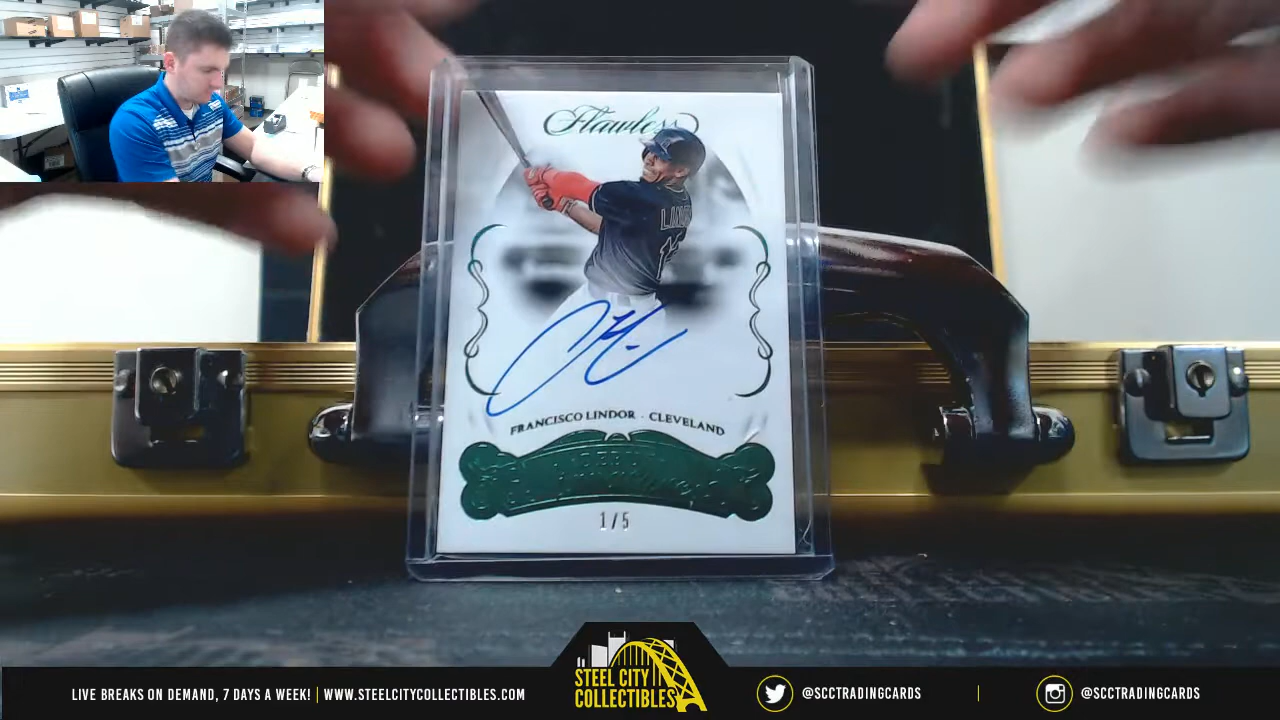 Flawless
LIND
FRANCISCO LINDOR · CLEVELAND
1/5
STEEL CITY
COLLECTIBLES
LIVE BREAKS ON DEMAND, 7 DAYS A WEEK! | WWW.STEELCITYCOLLECTIBLES.COM
@SCCTRADINGCARDS
@SCCTRADINGCARDS